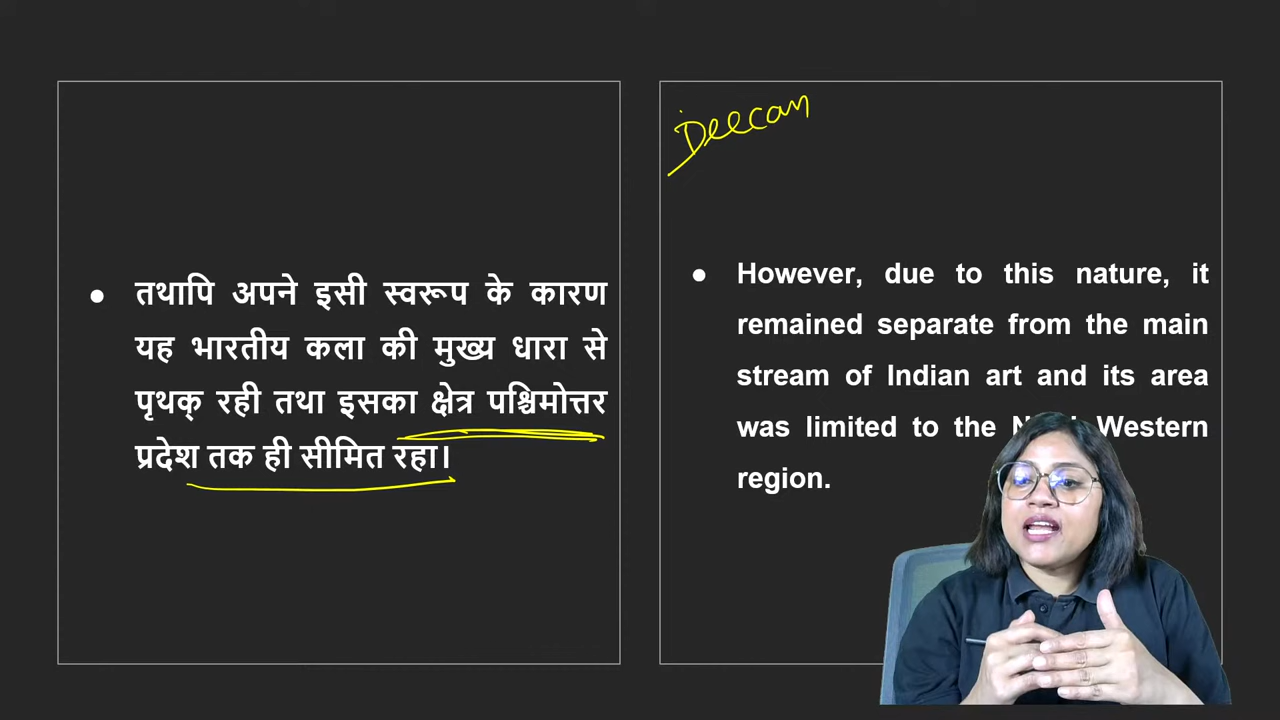 तथापि अपने इसी स्वरूप के कारण
यह भारतीय कला की मुख्य धारा से
पृथक् रही तथा इसका क्षेत्र पश्चिमोत्तर
प्रदेश तक ही सीमित रहा।
Deecan
However, due to this nature, it
remained separate from the main
stream of Indian art and its area
was limited to the Western
region.